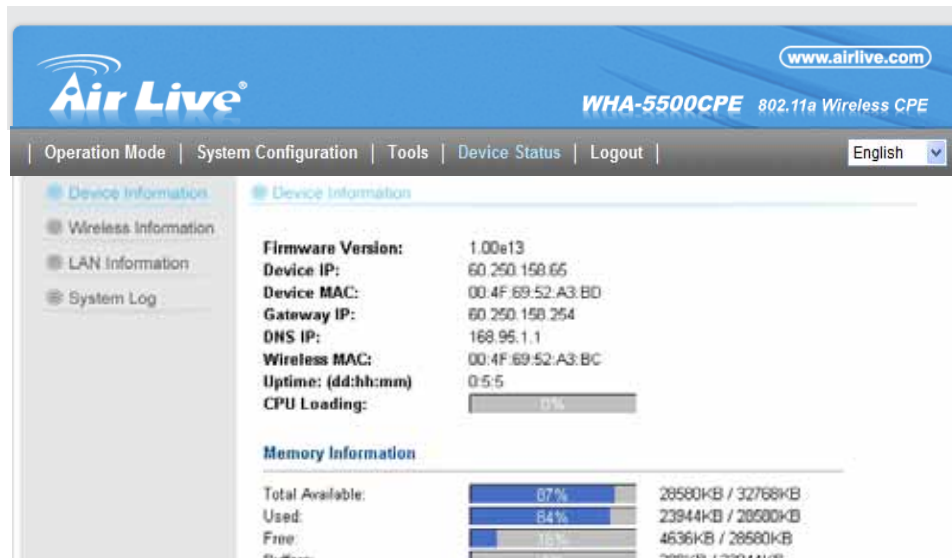 www.airlive.com
Air Live®
WHA-5500CPE 802.11a Wireless CPE
| Operation Mode | System Configuration | Tools | Device Status | Logout |
English
Device Information
Wireless Information
LAN Information
System Log
Device Information
Firmware Version: 1.00e13
Device IP: 60.250.158.65
Device MAC: 00:4F:69:52:A3:BD
Gateway IP: 60.250.158.254
DNS IP: 168.95.1.1
Wireless MAC: 00:4F:69:52:A3:BC
Uptime: (dd:hh:mm) 0:5:5
CPU Loading: 0%
Memory Information
Total Available: 87% 28580KB / 32768KB
Used: 84% 23944KB / 28580KB
Free: 16% 4636KB / 28580KB